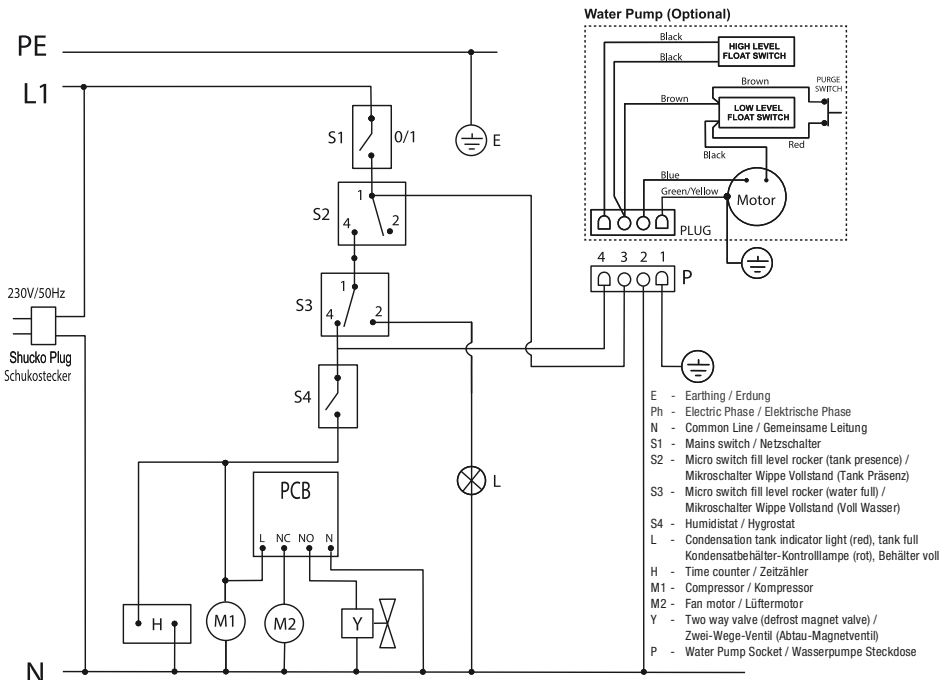 Water Pump (Optional)
PE
L1
Black
HIGH LEVEL
FLOAT SWITCH
Black
Brown
PURGE
SWITCH
Brown
LOW LEVEL
FLOAT SWITCH
Red
Black
Blue
Green/Yellow
Motor
PLUG
S1
0/1
E
1
S2
4
2
4 3 2 1
P
1
S3
4
2
230V/50Hz
Shucko Plug
Schukostecker
S4
L
PCB
L NC NO N
H
M1
M2
Y
N
E - Earthing / Erdung
Ph - Electric Phase / Elektrische Phase
N - Common Line / Gemeinsame Leitung
S1 - Mains switch / Netzschalter
S2 - Micro switch fill level rocker (tank presence) /
Mikroschalter Wippe Vollstand (Tank Präsenz)
S3 - Micro switch fill level rocker (water full) /
Mikroschalter Wippe Vollstand (Voll Wasser)
S4 - Humidistat / Hygrostat
L - Condensation tank indicator light (red), tank full
Kondensatbehälter-Kontrolllampe (rot), Behälter voll
H - Time counter / Zeitzähler
M1 - Compressor / Kompressor
M2 - Fan motor / Lüftermotor
Y - Two way valve (defrost magnet valve) /
Zwei-Wege-Ventil (Abtau-Magnetventil)
P - Water Pump Socket / Wasserpumpe Steckdose